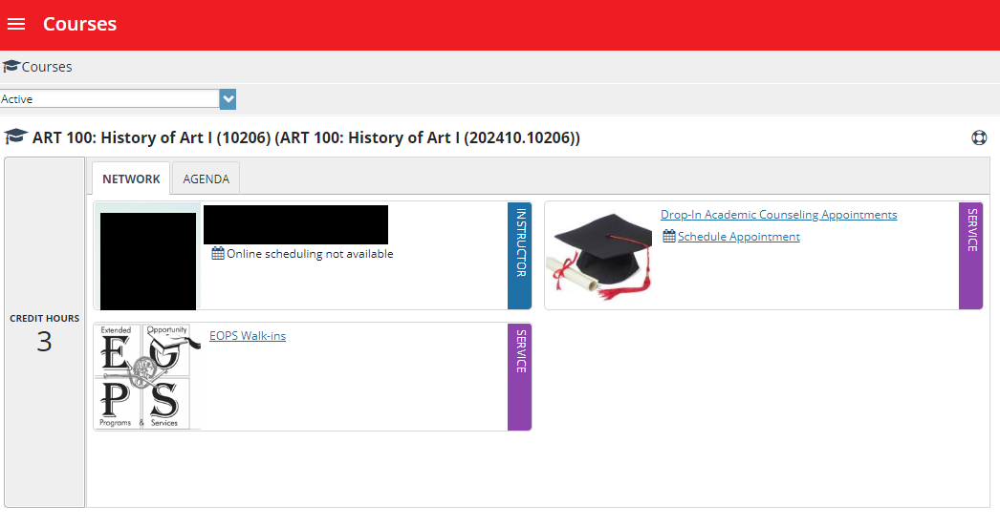 Courses
Courses
Active
ART 100: History of Art I (10206) (ART 100: History of Art I (202410.10206))
CREDIT HOURS
3
NETWORK
AGENDA
Online scheduling not available
INSTRUCTOR
Drop-In Academic Counseling Appointments
Schedule Appointment
SERVICE
Extended Opportunity
E O
P S
Programs & Services
EOPS Walk-ins
SERVICE